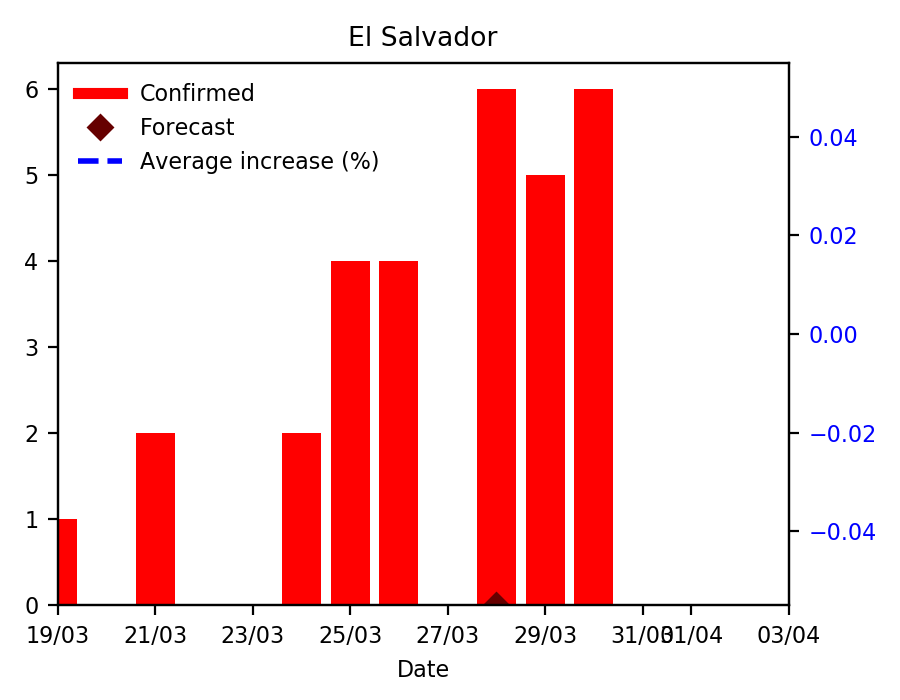 El Salvador
Confirmed
Forecast
Average increase (%)
6
5
4
3
2
1
0
0.04
0.02
0.00
−0.02
−0.04
19/03 21/03 23/03 25/03 27/03 29/03 31/03 01/04 03/04
Date